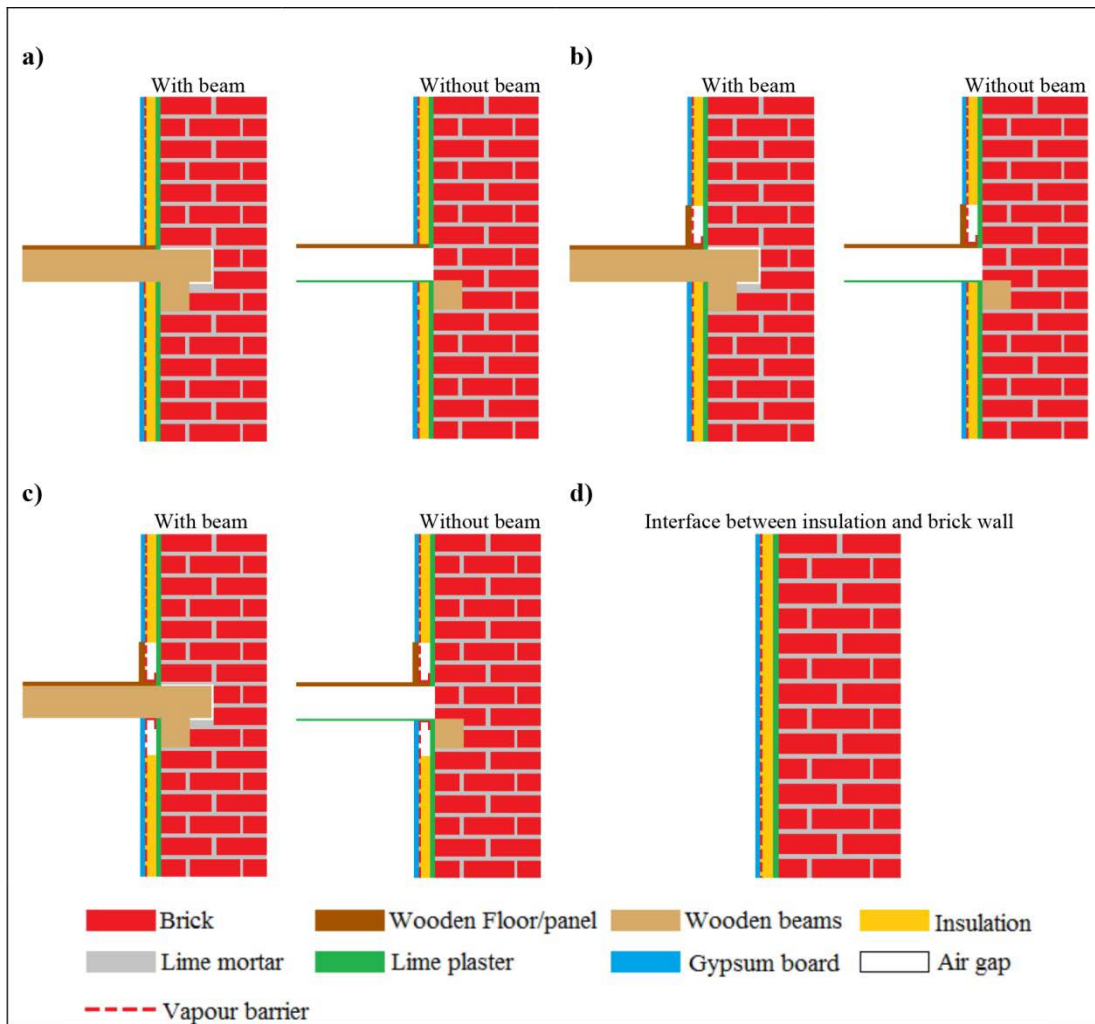 a)
With beam
Without beam
b)
With beam
Without beam
c)
With beam
Without beam
d)
Interface between insulation and brick wall
Brick
Wooden Floor/panel
Wooden beams
Insulation
Lime mortar
Lime plaster
Gypsum board
Air gap
Vapour barrier